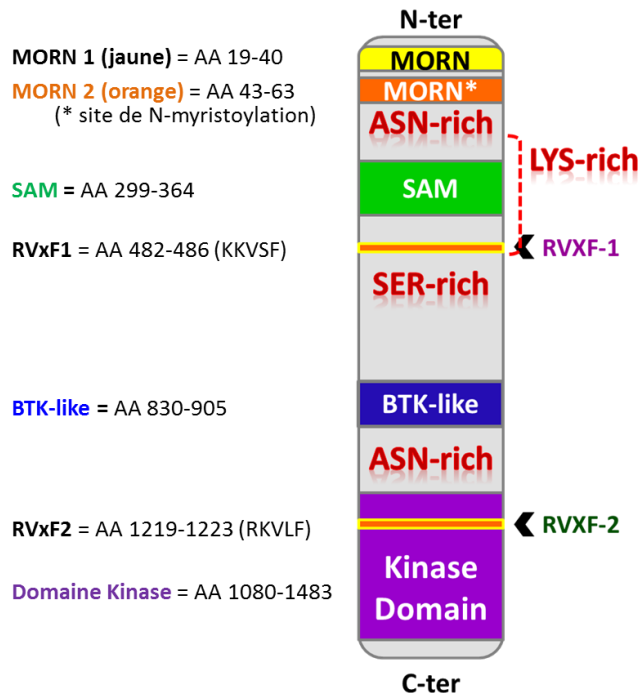 N-ter
MORN 1 (jaune) = AA 19-40
MORN
MORN 2 (orange) = AA 43-63
MORN*
(* site de N-myristoylation)
ASN-rich
LYS-rich
SAM = AA 299-364
SAM
RVxF1 = AA 482-486 (KKVSF)
RVXF-1
SER-rich
BTK-like = AA 830-905
BTK-like
ASN-rich
RVxF2 = AA 1219-1223 (RKVLF)
RVXF-2
Domaine Kinase = AA 1080-1483
Kinase
Domain
C-ter